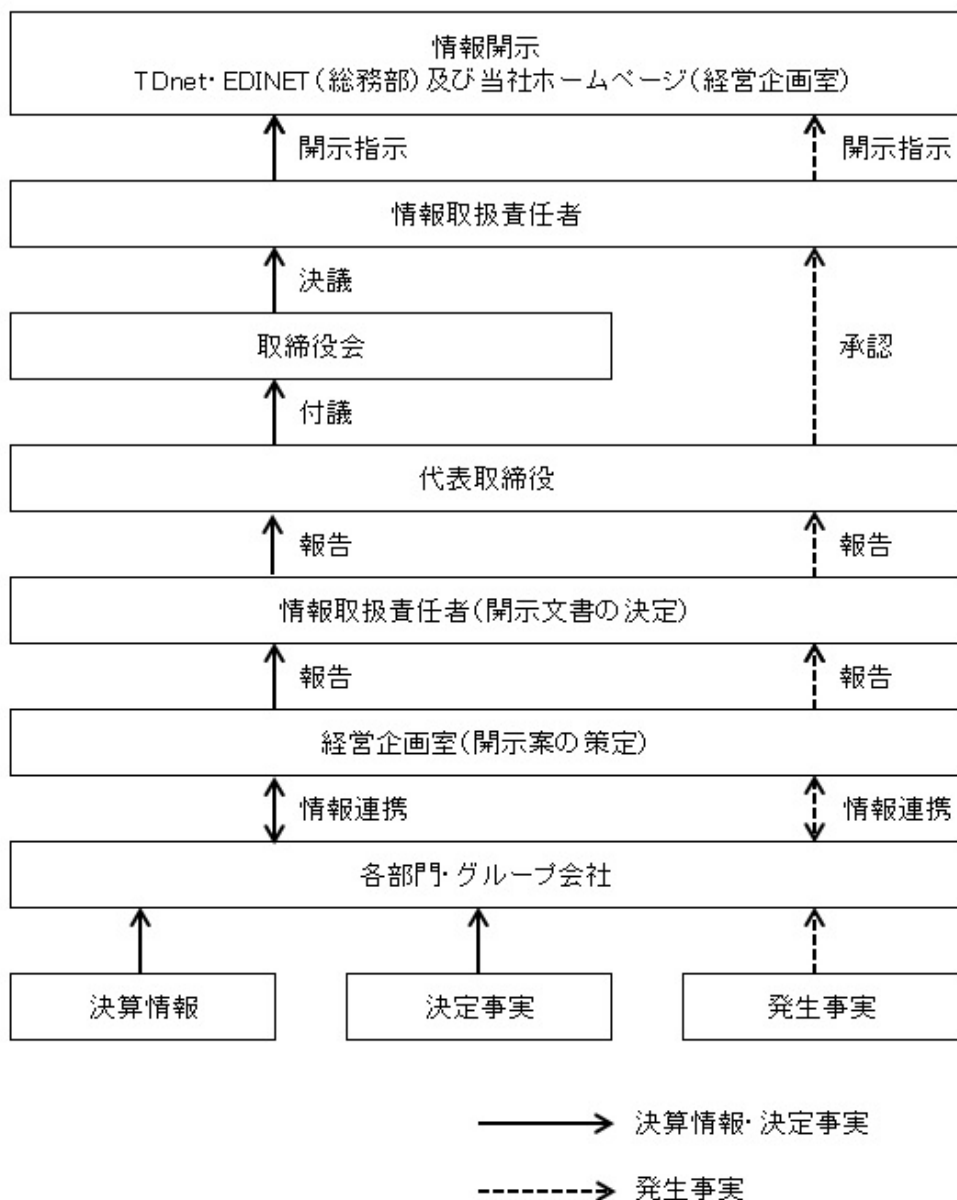 情報開示
TDnet・EDINET(総務部)及び当社ホームページ(経営企画室)
開示指示
開示指示
情報取扱責任者
決議
取締役会
承認
付議
代表取締役
報告
報告
情報取扱責任者(開示文書の決定)
報告
報告
経営企画室(開示案の策定)
情報連携
情報連携
各部門・グループ会社
決算情報
決定事実
発生事実
決算情報・決定事実
発生事実